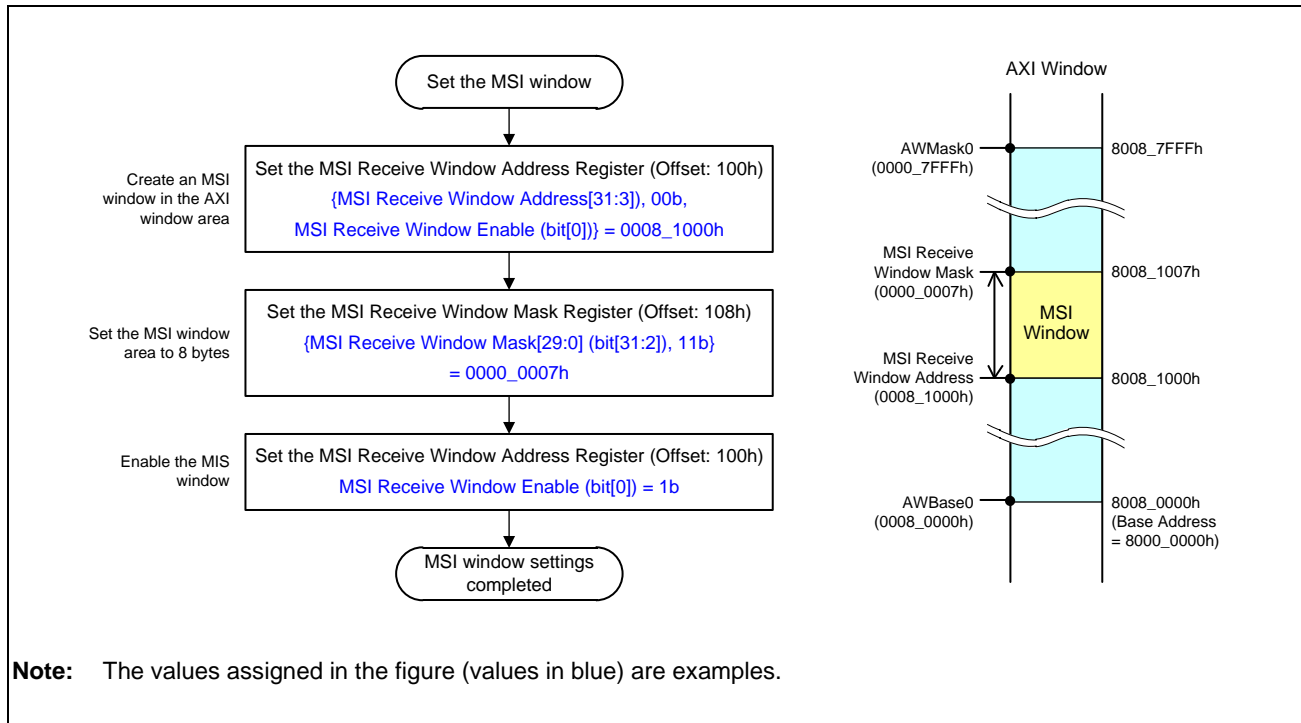 Set the MSI window
Create an MSI
window in the AXI
window area
Set the MSI Receive Window Address Register (Offset: 100h)
{MSI Receive Window Address[31:3]), 00b,
MSI Receive Window Enable (bit[0])} = 0008_1000h
Set the MSI window
area to 8 bytes
Set the MSI Receive Window Mask Register (Offset: 108h)
{MSI Receive Window Mask[29:0] (bit[31:2]), 11b}
= 0000_0007h
Enable the MIS
window
Set the MSI Receive Window Address Register (Offset: 100h)
MSI Receive Window Enable (bit[0]) = 1b
MSI window settings
completed
AXI Window
AWMask0
(0000_7FFFh)
8008_7FFFh
MSI Receive
Window Mask
(0000_0007h)
8008_1007h
MSI
Window
MSI Receive
Window Address
(0008_1000h)
8008_1000h
AWBase0
(0008_0000h)
8008_0000h
(Base Address
= 8000_0000h)
Note: The values assigned in the figure (values in blue) are examples.